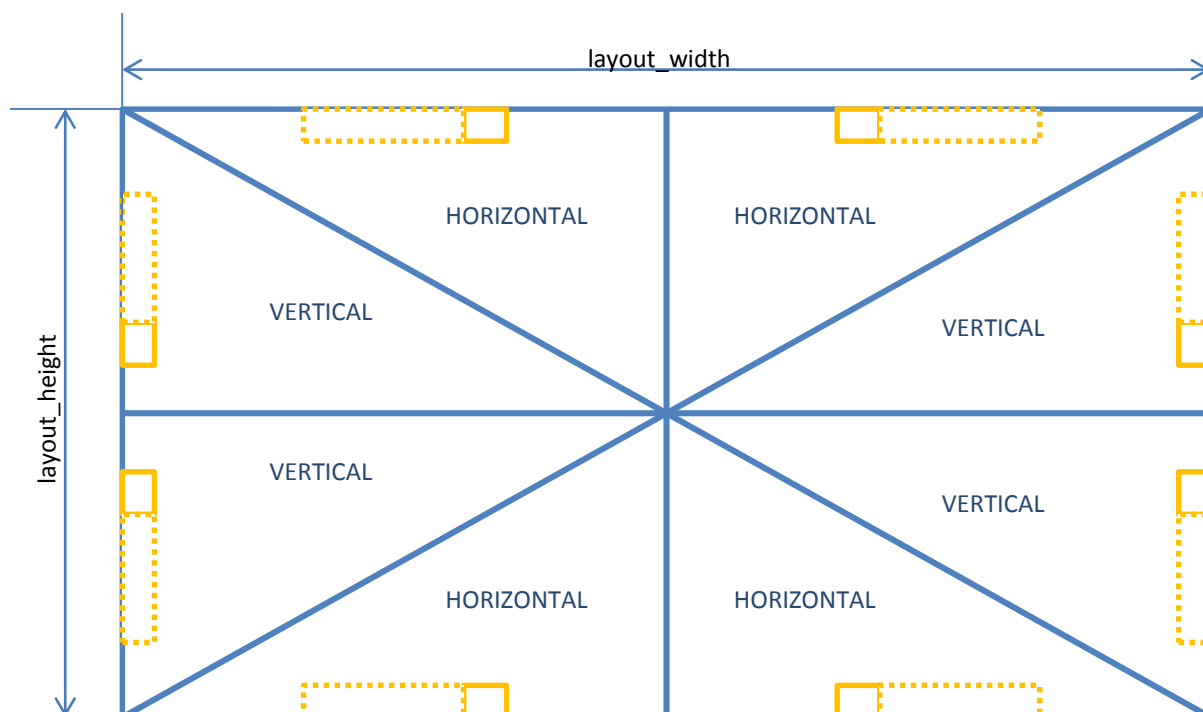 layout_width
HORIZONTAL
HORIZONTAL
VERTICAL
VERTICAL
layout_height
VERTICAL
VERTICAL
HORIZONTAL
HORIZONTAL